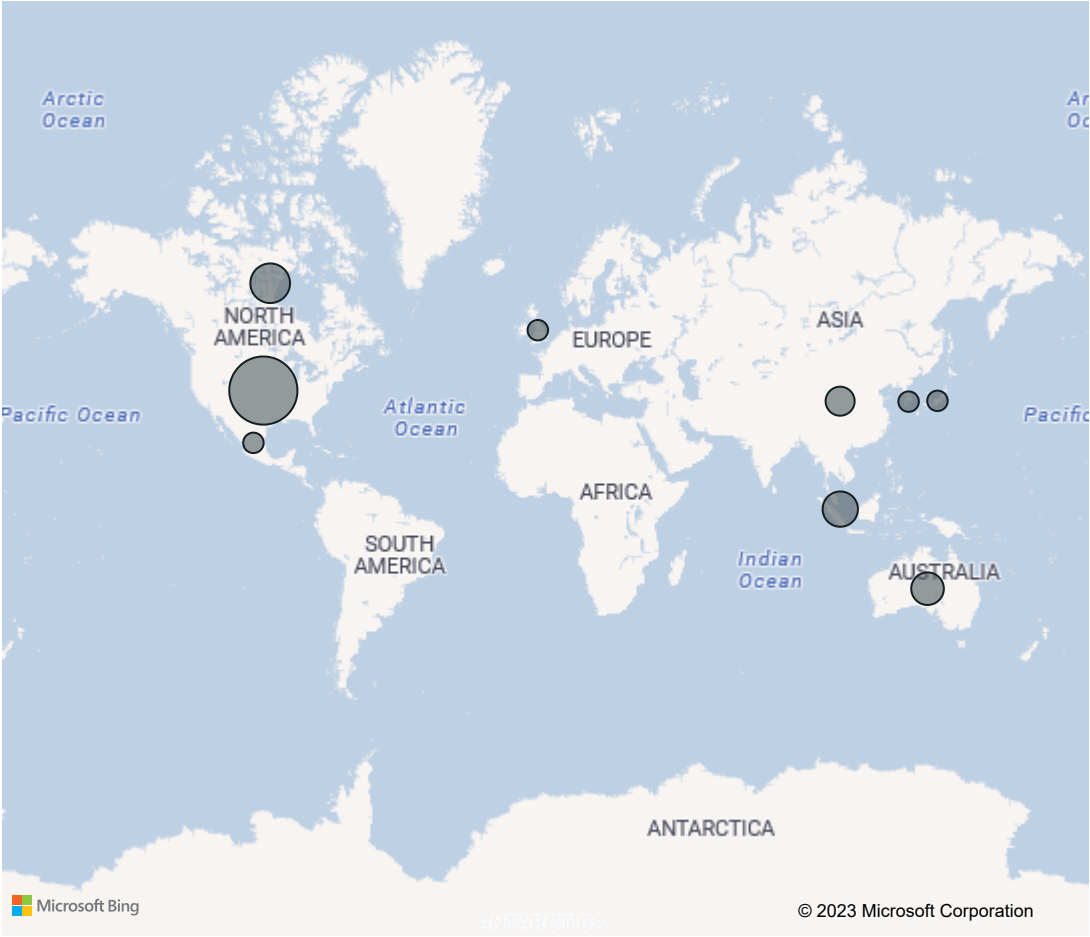 Arctic
Ocean
Ar
Oc
NORTH
AMERICA
EUROPE
ASIA
Pacific Ocean
Atlantic
Ocean
Pacific
AFRICA
SOUTH
AMERICA
Indian
Ocean
AUSTRALIA
ANTARCTICA
Microsoft Bing
© 2023 Microsoft Corporation
ANTARCTICA